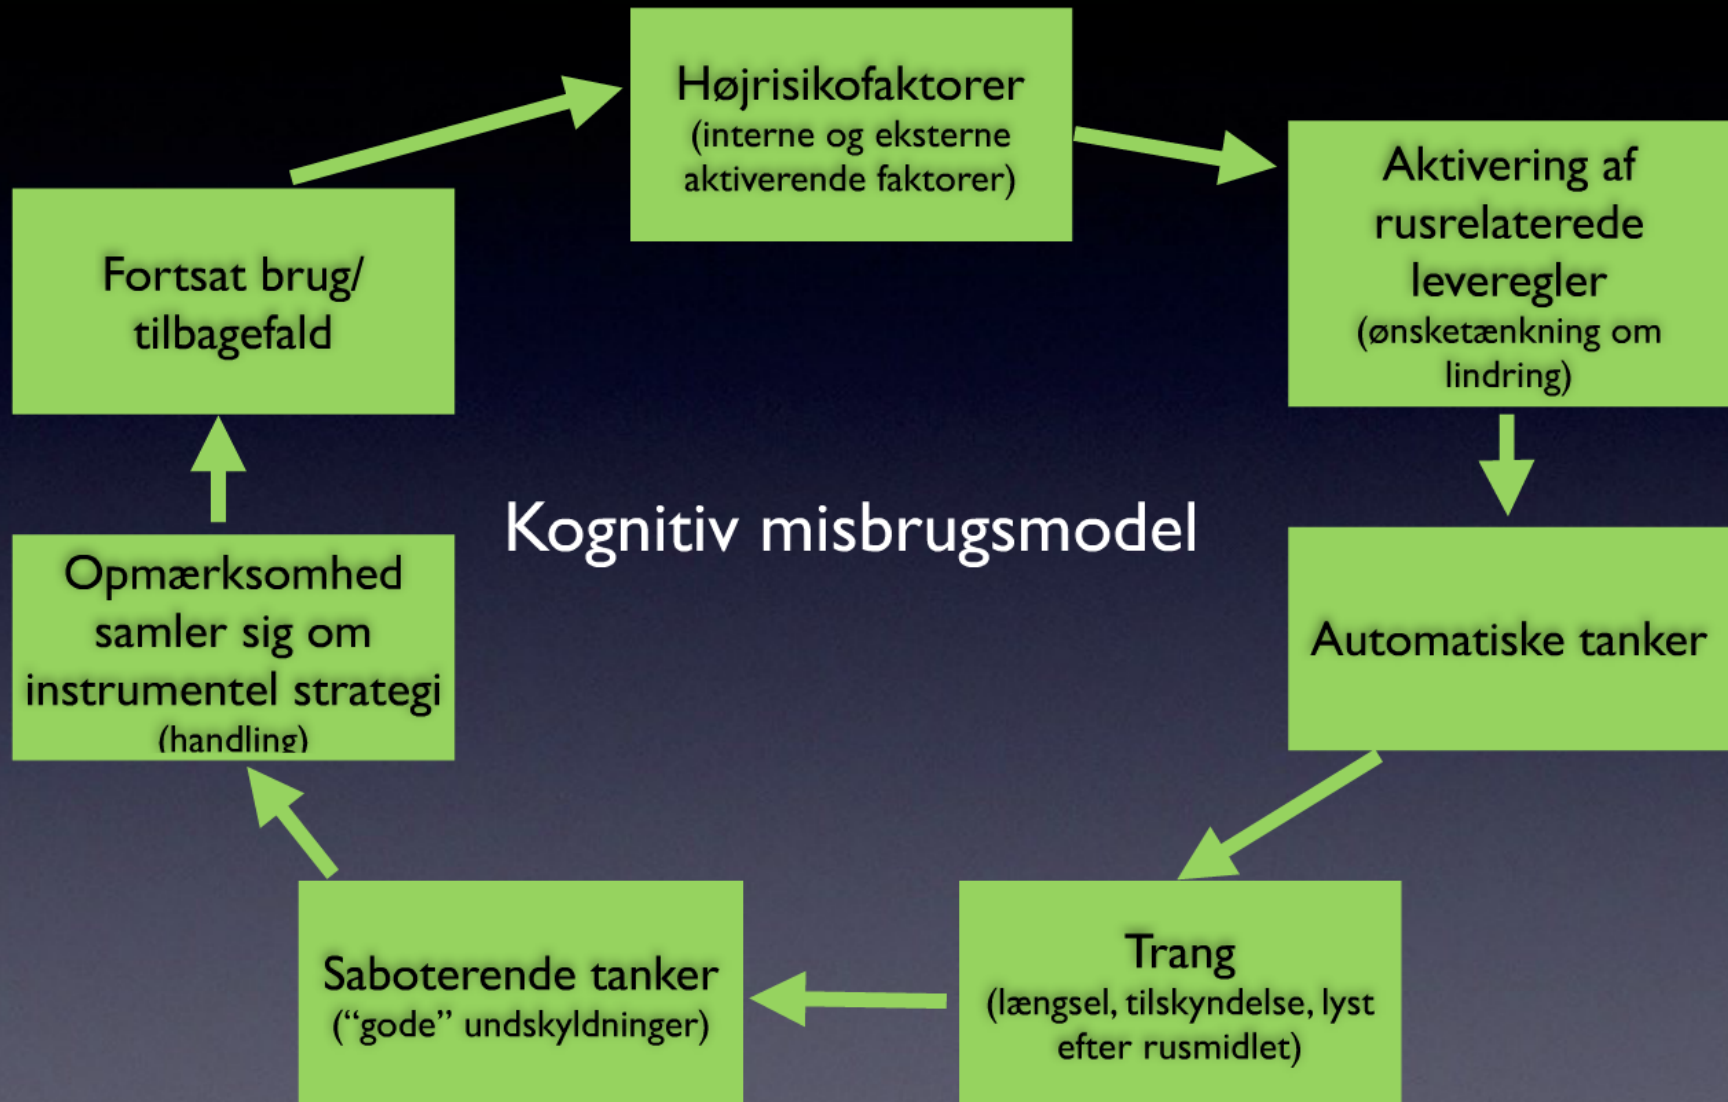 Højrisikofaktorer
(interne og eksterne
aktiverende faktorer)
Aktivering af
rusrelaterede
leveregler
(ønsketænkning om
lindring)
Automatiske tanker
Trang
(længsel, tilskyndelse, lyst
efter rusmidlet)
Saboterende tanker
(“gode” undskyldninger)
Opmærksomhed
samler sig om
instrumentel strategi
(handling)
Fortsat brug/
tilbagefald
Kognitiv misbrugsmodel